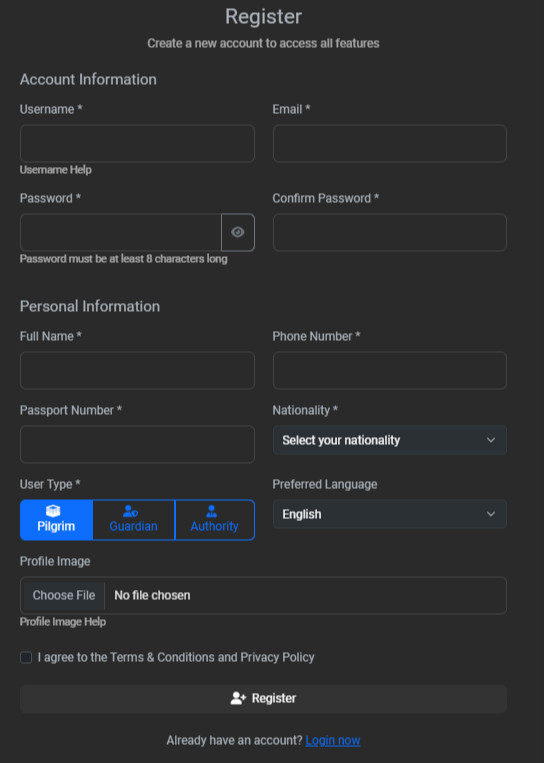 Register
Create a new account to access all features
Account Information
Username * Email *
Username Help
Password * Confirm Password *
Password must be at least 8 characters long
Personal Information
Full Name * Phone Number *
Passport Number * Nationality *
Select your nationality
User Type * Preferred Language
Pilgrim Guardian Authority English
Profile Image
Choose File No file chosen
Profile Image Help
I agree to the Terms & Conditions and Privacy Policy
Register
Already have an account? Login now